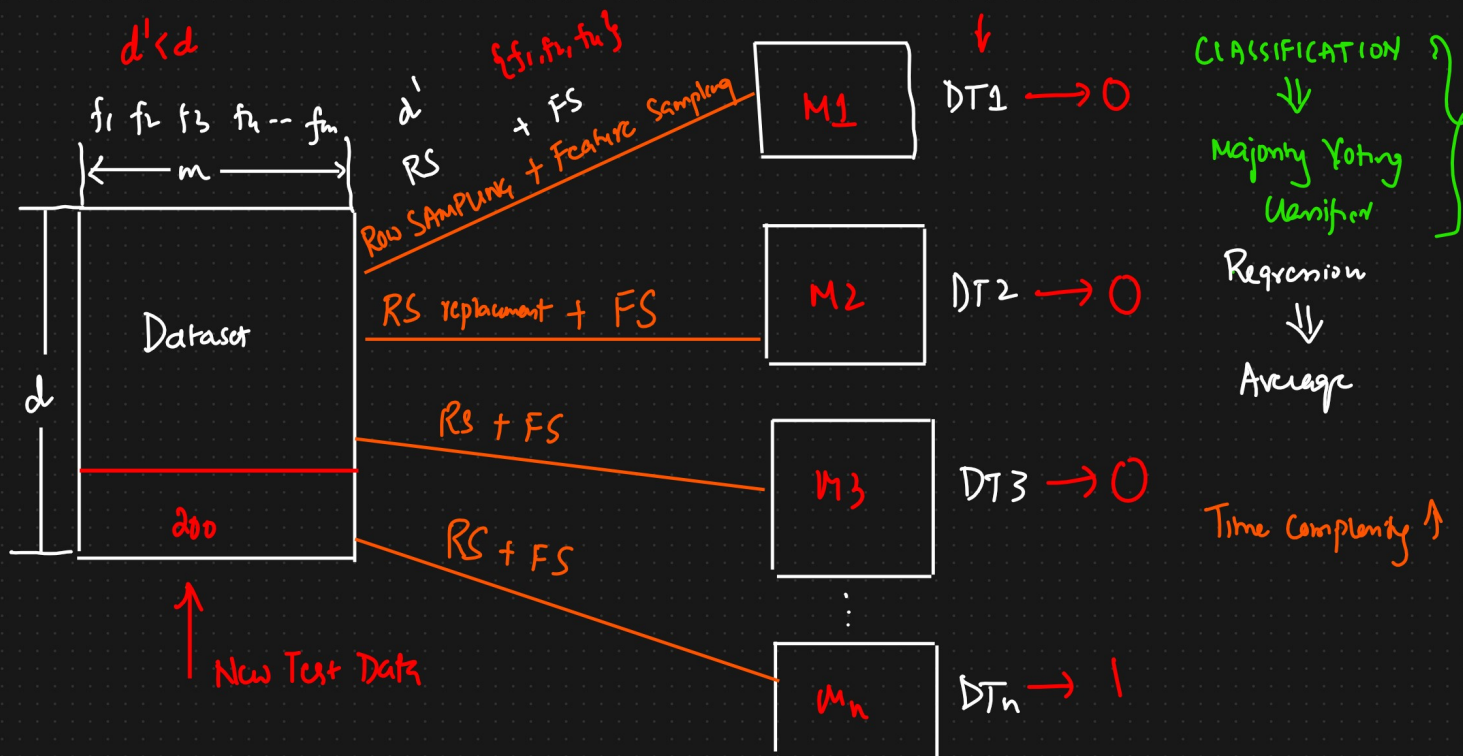 d'<d
f1 f2 f3 f4 -- fm
m
d
Dataset
200
New Test Data
d'
RS
{f1, f2, f4}
+ FS
Row SAMPLING + Feature Sampling
RS replacement + FS
RS + FS
RS + FS
M1
DT1 → 0
M2
DT2 → 0
M3
DT3 → 0
Mn
DTn → 1
CLASSIFICATION
Majority Voting
Classifier
Regression
Average
Time Complexity ↑